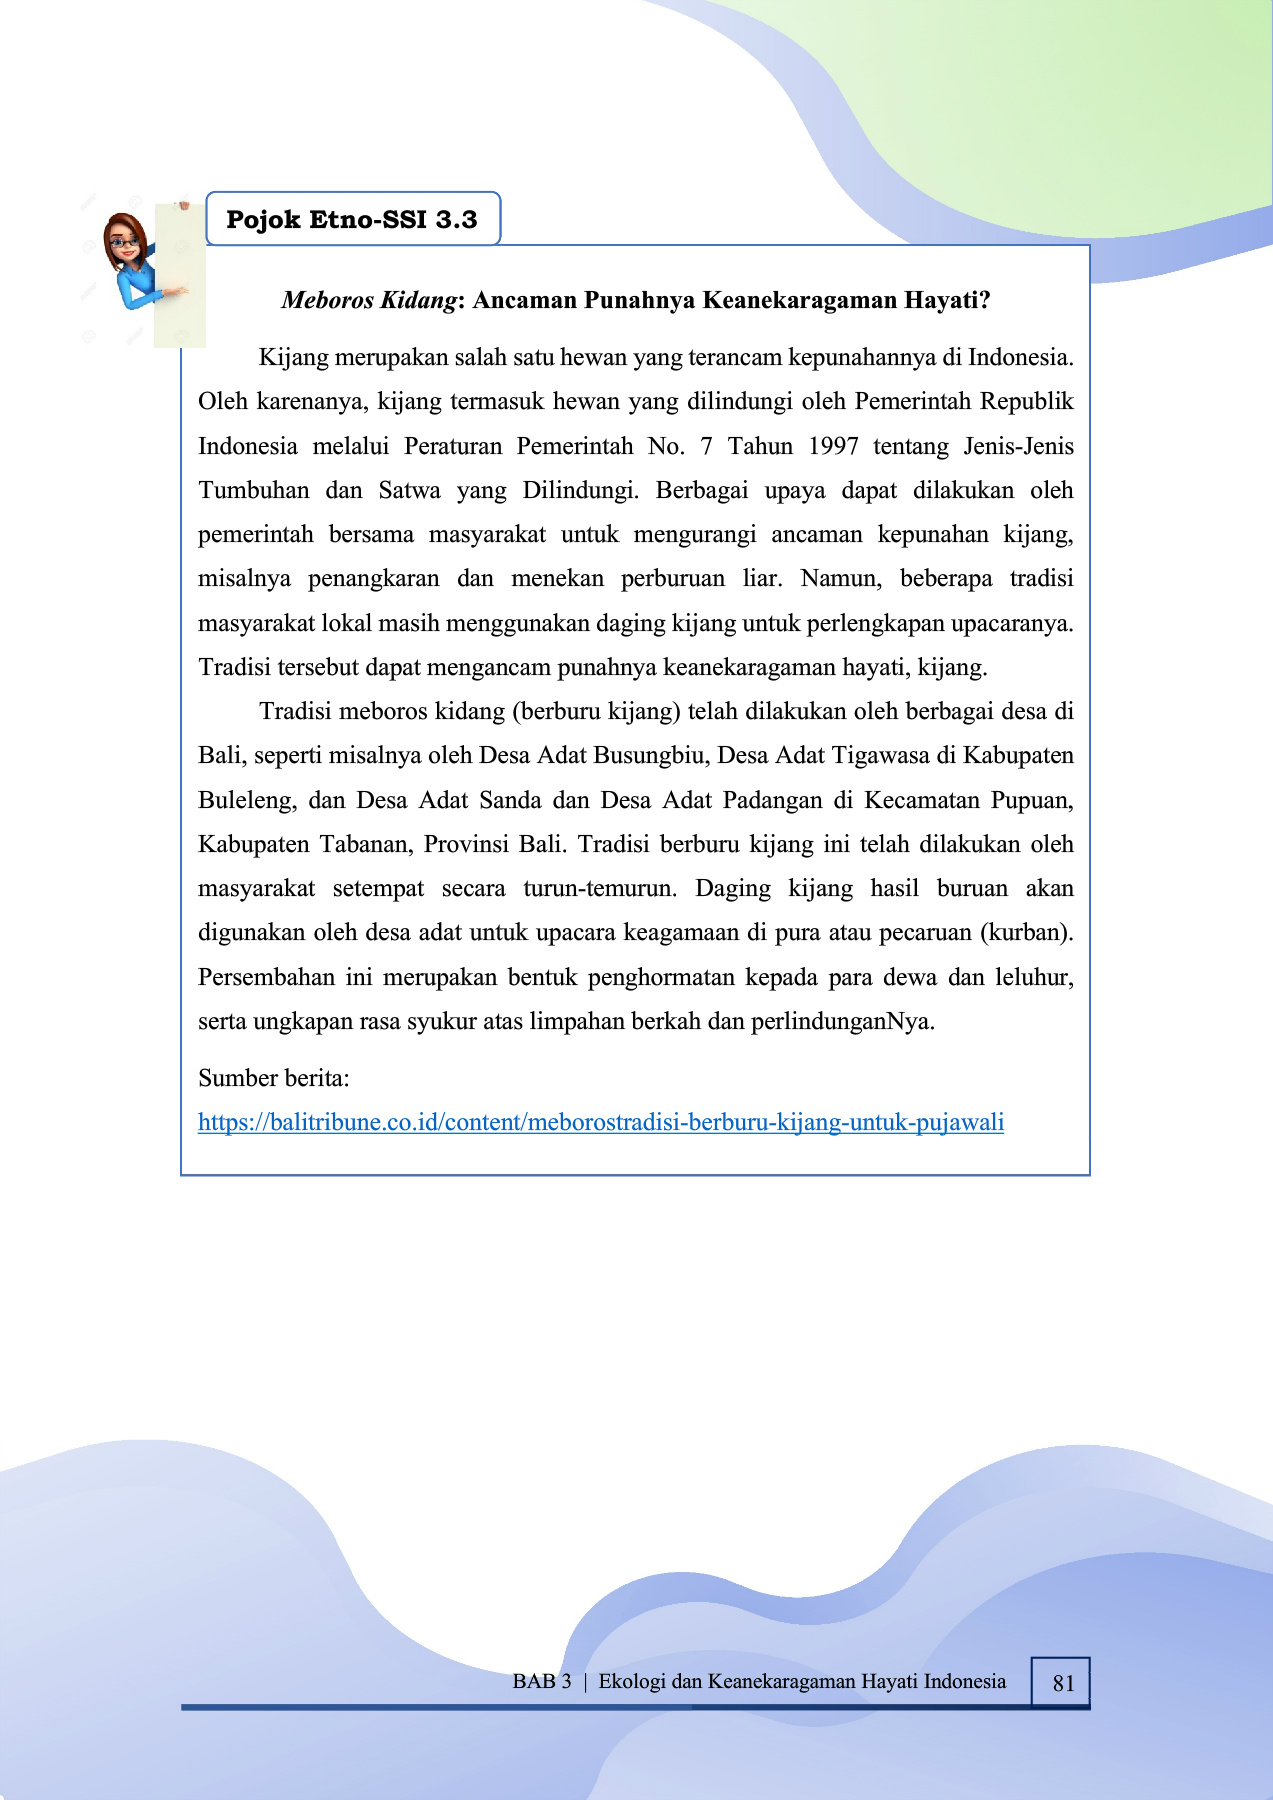 Pojok Etno-SSI 3.3
Meboros Kidang: Ancaman Punahnya Keanekaragaman Hayati?
Kijang merupakan salah satu hewan yang terancam kepunahannya di Indonesia.
Oleh karenanya, kijang termasuk hewan yang dilindungi oleh Pemerintah Republik
Indonesia melalui Peraturan Pemerintah No. 7 Tahun 1997 tentang Jenis-Jenis
Tumbuhan dan Satwa yang Dilindungi. Berbagai upaya dapat dilakukan oleh
pemerintah bersama masyarakat untuk mengurangi ancaman kepunahan kijang,
misalnya penangkaran dan menekan perburuan liar. Namun, beberapa tradisi
masyarakat lokal masih menggunakan daging kijang untuk perlengkapan upacaranya.
Tradisi tersebut dapat mengancam punahnya keanekaragaman hayati, kijang.
Tradisi meboros kidang (berburu kijang) telah dilakukan oleh berbagai desa di
Bali, seperti misalnya oleh Desa Adat Busungbiu, Desa Adat Tigawasa di Kabupaten
Buleleng, dan Desa Adat Sanda dan Desa Adat Padangan di Kecamatan Pupuan,
Kabupaten Tabanan, Provinsi Bali. Tradisi berburu kijang ini telah dilakukan oleh
masyarakat setempat secara turun-temurun. Daging kijang hasil buruan akan
digunakan oleh desa adat untuk upacara keagamaan di pura atau pecaruan (kurban).
Persembahan ini merupakan bentuk penghormatan kepada para dewa dan leluhur,
serta ungkapan rasa syukur atas limpahan berkah dan perlindunganNya.
Sumber berita:
https://balitribune.co.id/content/meborostradisi-berburu-kijang-untuk-pujawali
BAB 3 | Ekologi dan Keanekaragaman Hayati Indonesia 81